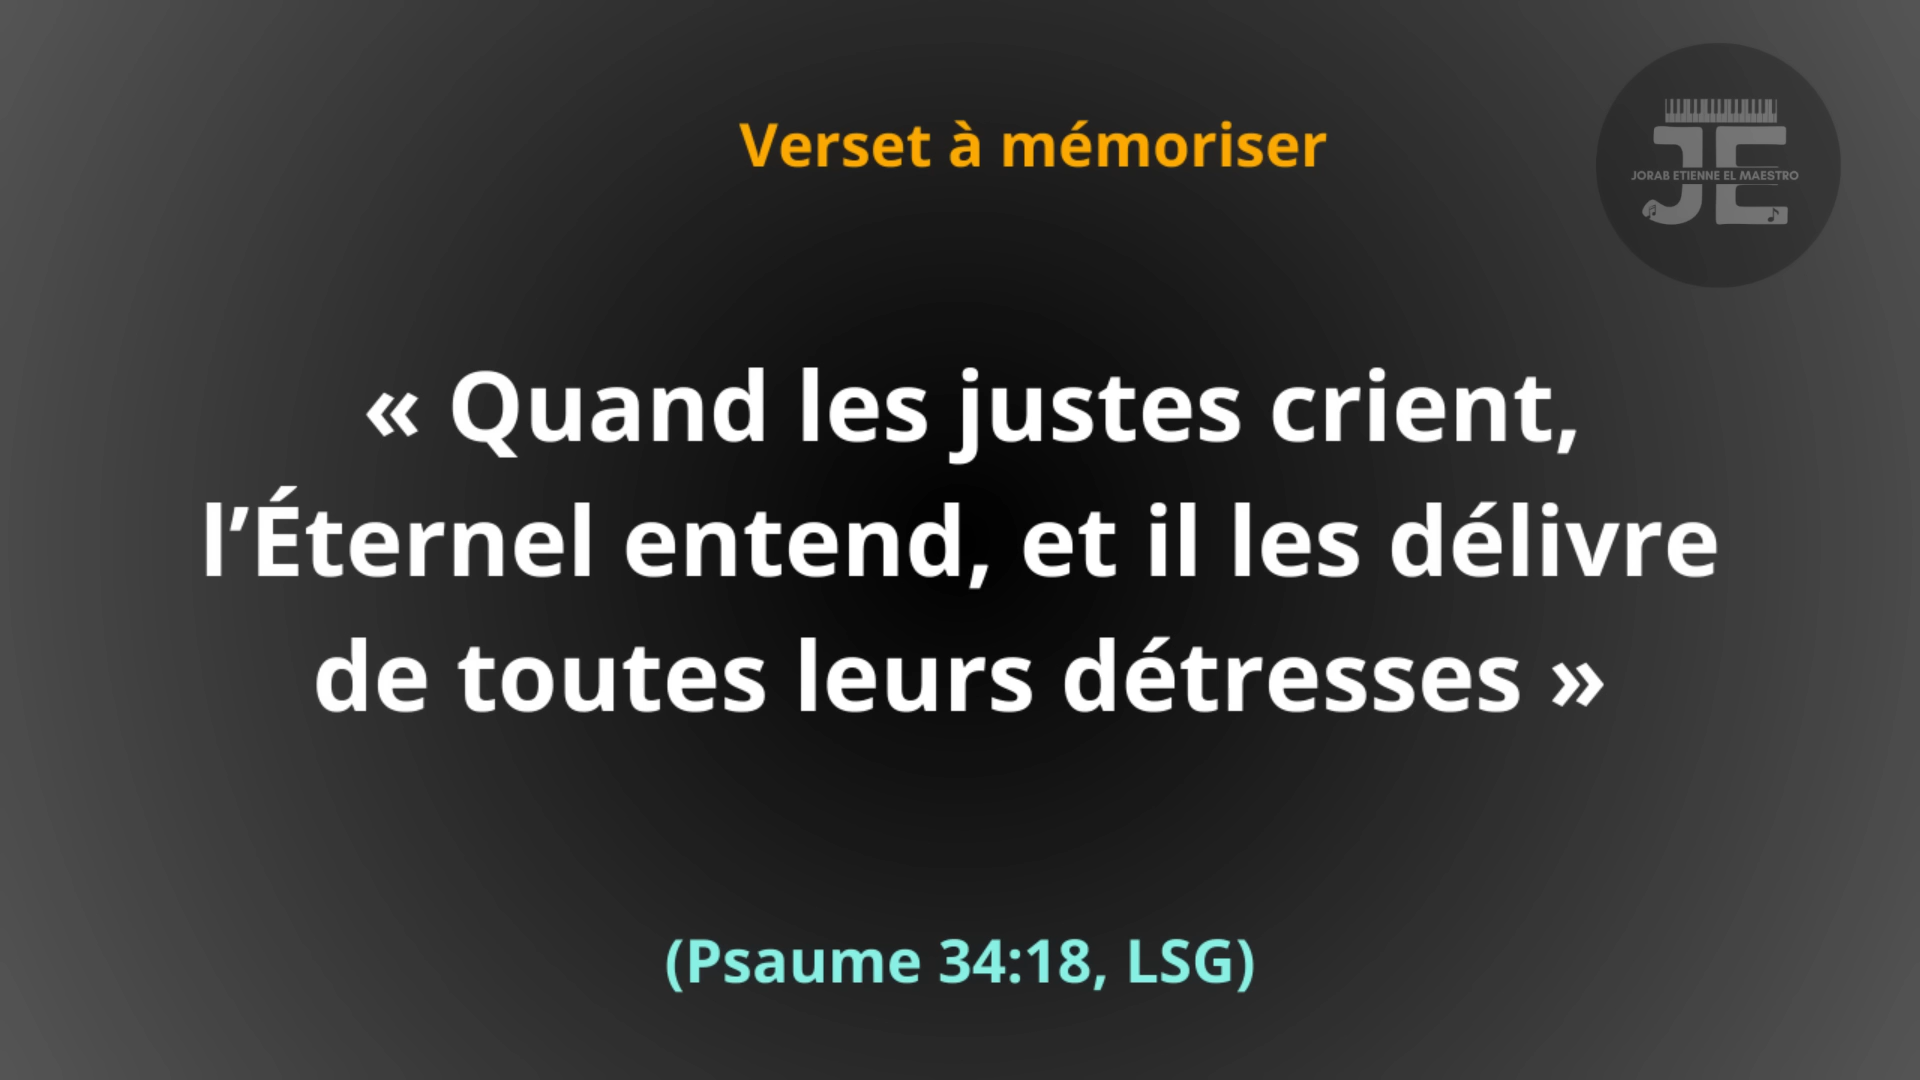 Verset à mémoriser
JE
JORAB ETIENNE EL MAESTRO
« Quand les justes crient,
l’Éternel entend, et il les délivre
de toutes leurs détresses »
(Psaume 34:18, LSG)